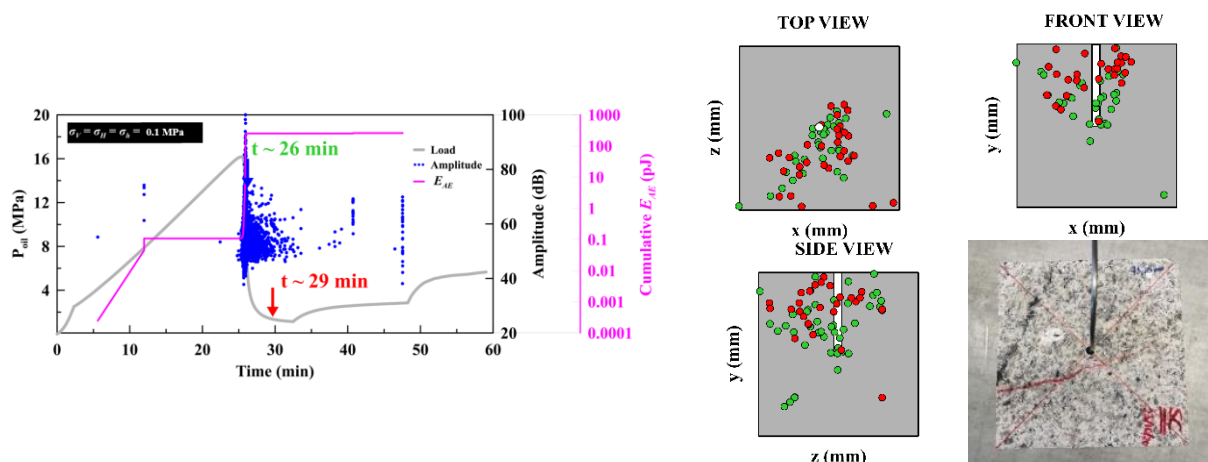 TOP VIEW
FRONT VIEW
z (mm)
y (mm)
x (mm)
x (mm)
SIDE VIEW
y (mm)
z (mm)
P_oil (MPa)
20
16
12
8
4
0
10
20
30
40
50
60
Time (min)
100
80
60
40
20
Amplitude (dB)
1000
100
10
1
0.1
0.01
0.001
0.0001
Cumulative E_AE (pJ)
σ_V = σ_H = σ_h = 0.1 MPa
Load
Amplitude
E_AE
t ~ 26 min
t ~ 29 min